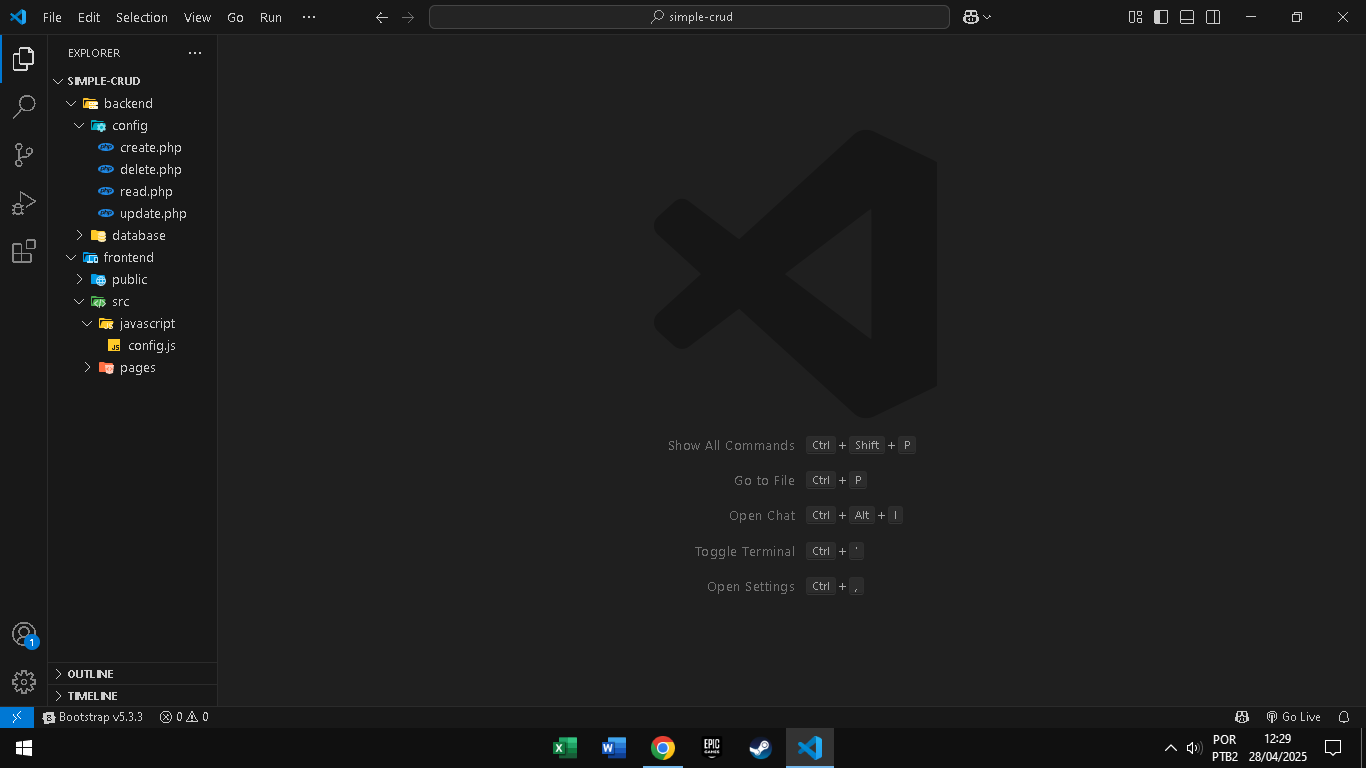 File Edit Selection View Go Run ···
simple-crud
EXPLORER ···
SIMPLE-CRUD
backend
config
create.php
delete.php
read.php
update.php
database
frontend
public
src
javascript
config.js
pages
OUTLINE
TIMELINE
Show All Commands Ctrl + Shift + P
Go to File Ctrl + P
Open Chat Ctrl + Alt + I
Toggle Terminal Ctrl + '
Open Settings Ctrl + ,
1
Bootstrap v5.3.3 0 0
Go Live
EPIC GAMES
POR
PTB2
12:29
28/04/2025